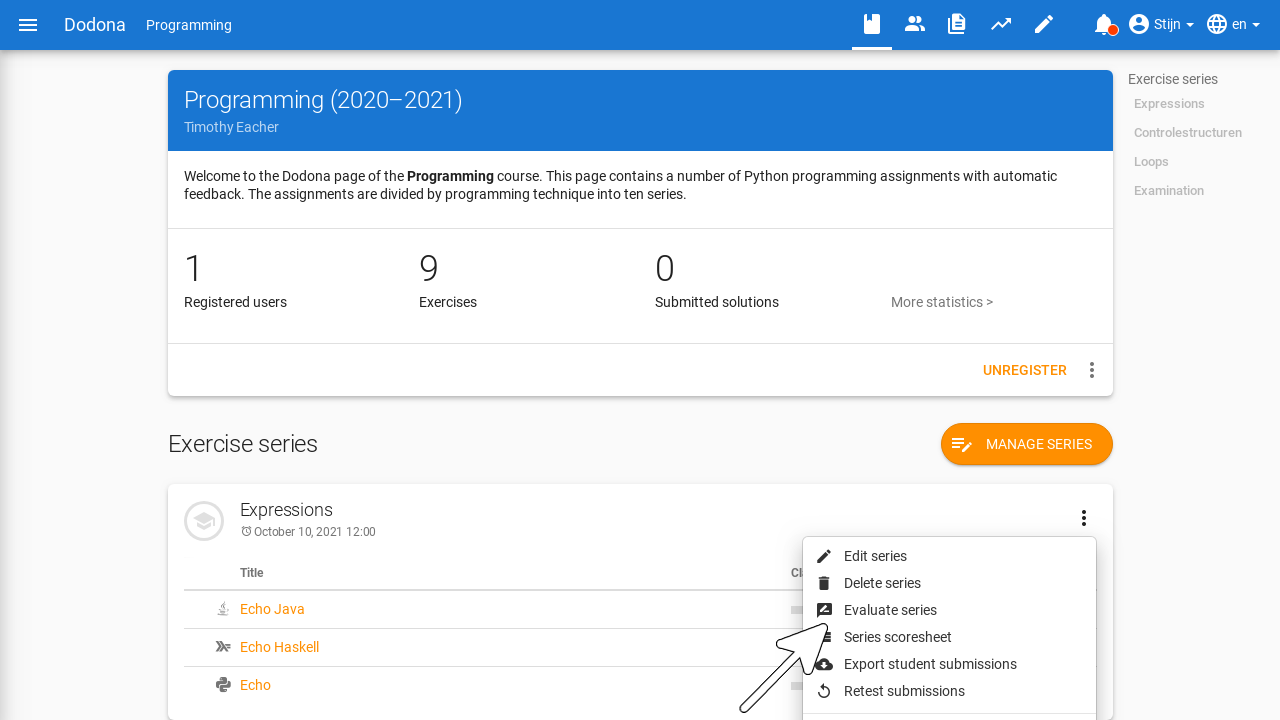 Dodona Programming Stijn en
Programming (2020–2021)
Timothy Eacher
Welcome to the Dodona page of the Programming course. This page contains a number of Python programming assignments with automatic
feedback. The assignments are divided by programming technique into ten series.
1 9 0
Registered users Exercises Submitted solutions More statistics >
UNREGISTER
Exercise series
MANAGE SERIES
Expressions
October 10, 2021 12:00
Title
Echo Java
Echo Haskell
Echo
Edit series
Delete series
Evaluate series
Series scoresheet
Export student submissions
Retest submissions
Exercise series
Expressions
Controlestructuren
Loops
Examination